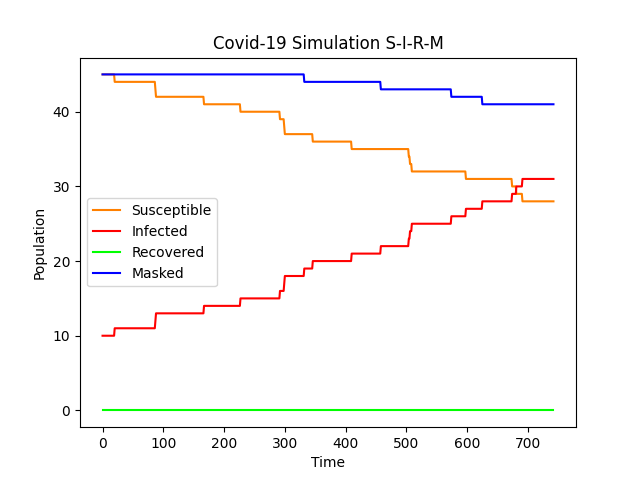 Covid-19 Simulation S-I-R-M
Population
40
30
20
10
0
Susceptible
Infected
Recovered
Masked
0 100 200 300 400 500 600 700
Time